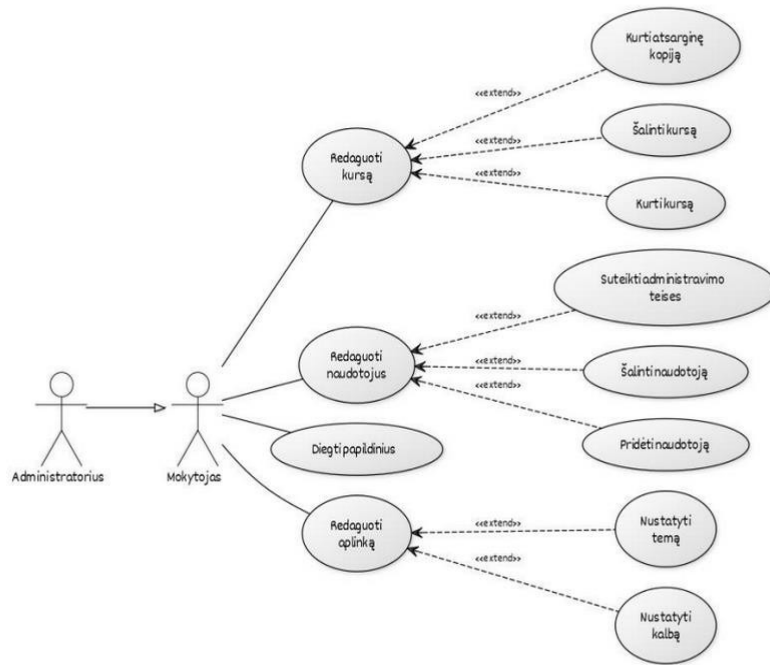 Kurti atsarginę
kopiją
«extend»
Šalinti kursą
«extend»
Redaguoti
kursą
«extend»
Kurti kursą
Suteikti administravimo
teises
«extend»
Redaguoti
naudotojus
«extend»
Šalinti naudotoją
«extend»
Pridėti naudotoją
Diegti papildinius
Administratorius
Mokytojas
Redaguoti
aplinką
«extend»
Nustatyti
temą
«extend»
Nustatyti
kalbą